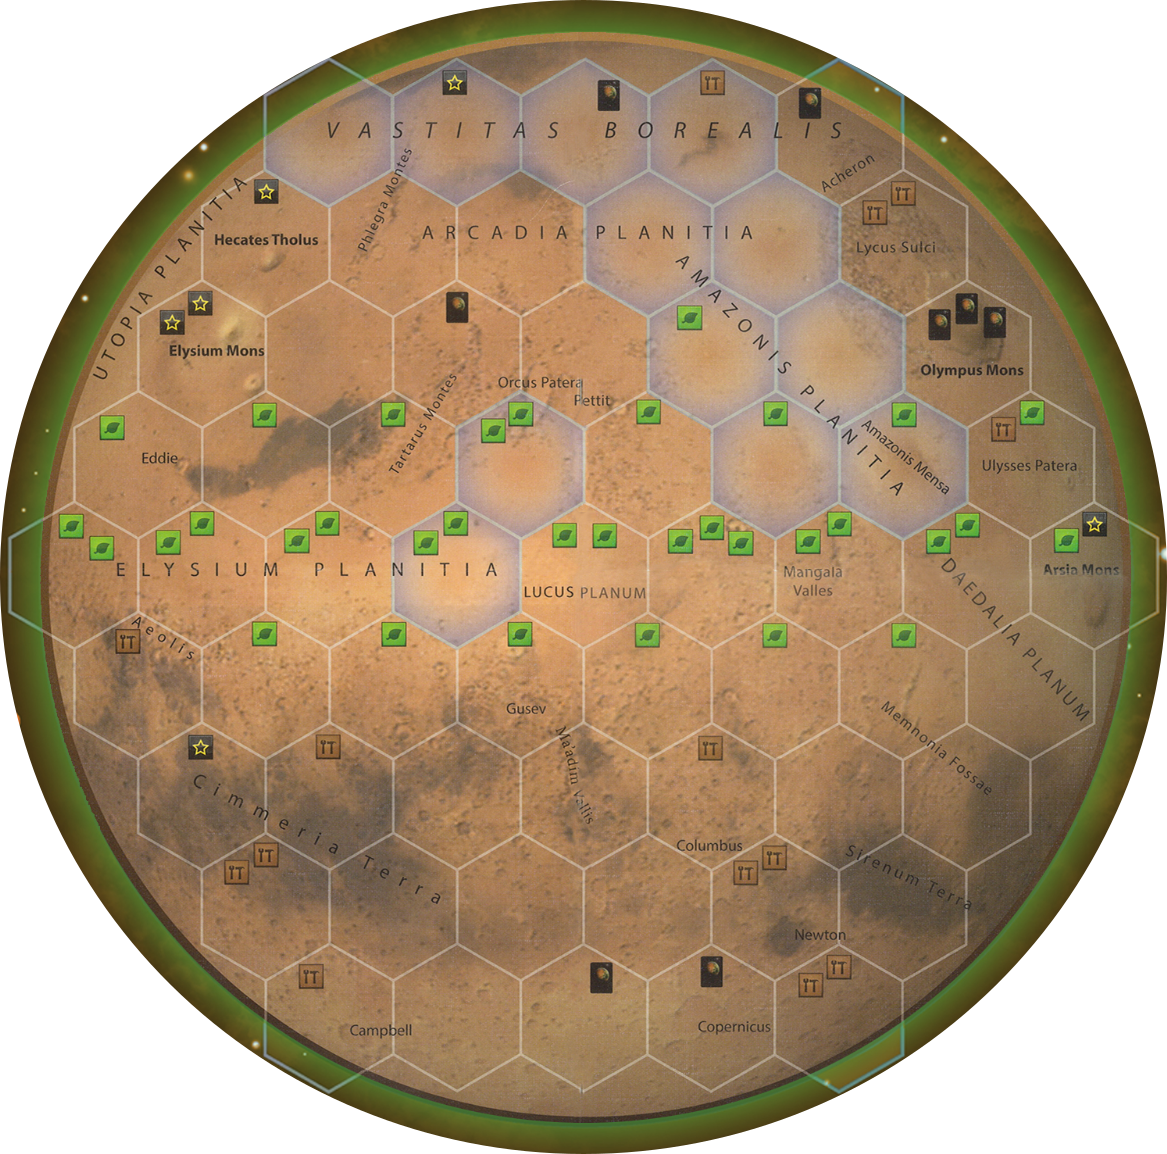 VASTITAS BOREALIS
Phlegra Montes
Acheron
UTOPIA PLANITIA
Hecates Tholus
ARCADIA PLANITIA
Lycus Sulci
AMAZONIS PLANITIA
Elysium Mons
Olympus Mons
Orcus Patera
Pettit
Tartarus Montes
Amazonis Mensa
Eddie
Ulysses Patera
ELYSIUM PLANITIA
LUCUS PLANUM
Mangala
Valles
DAEDALIA PLANUM
Arsia Mons
Aeolis
Gusev
Ma'adim Vallis
Memnonia Fossae
Cimmeria Terra
Columbus
Sirenum Terra
Newton
Campbell
Copernicus